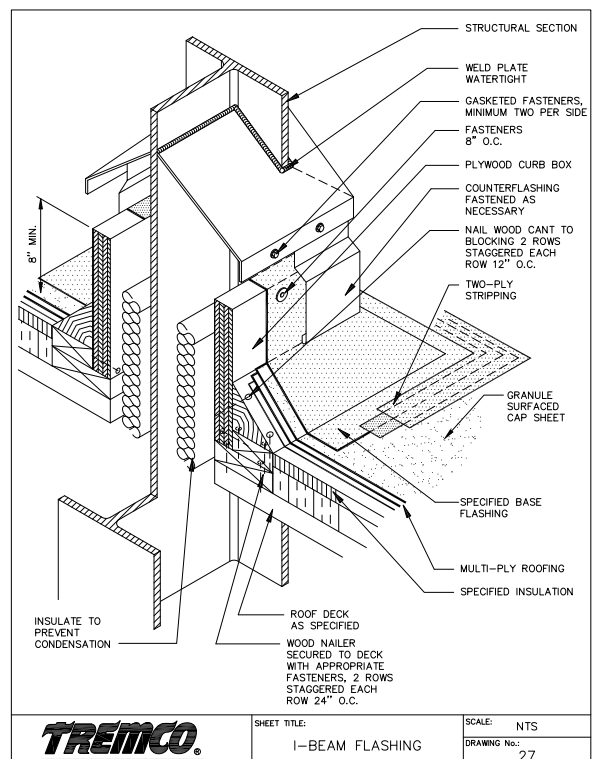 STRUCTURAL SECTION
WELD PLATE
WATERTIGHT
GASKETED FASTENERS,
MINIMUM TWO PER SIDE
FASTENERS
8" O.C.
PLYWOOD CURB BOX
COUNTERFLASHING
FASTENED AS
NECESSARY
NAIL WOOD CANT TO
BLOCKING 2 ROWS
STAGGERED EACH
ROW 12" O.C.
TWO-PLY
STRIPPING
8" MIN.
GRANULE
SURFACED
CAP SHEET
SPECIFIED BASE
FLASHING
MULTI-PLY ROOFING
SPECIFIED INSULATION
INSULATE TO
PREVENT
CONDENSATION
ROOF DECK
AS SPECIFIED
WOOD NAILER
SECURED TO DECK
WITH APPROPRIATE
FASTENERS, 2 ROWS
STAGGERED EACH
ROW 24" O.C.
TREMCO®
SHEET TITLE:
I-BEAM FLASHING
SCALE: NTS
DRAWING No.:
27